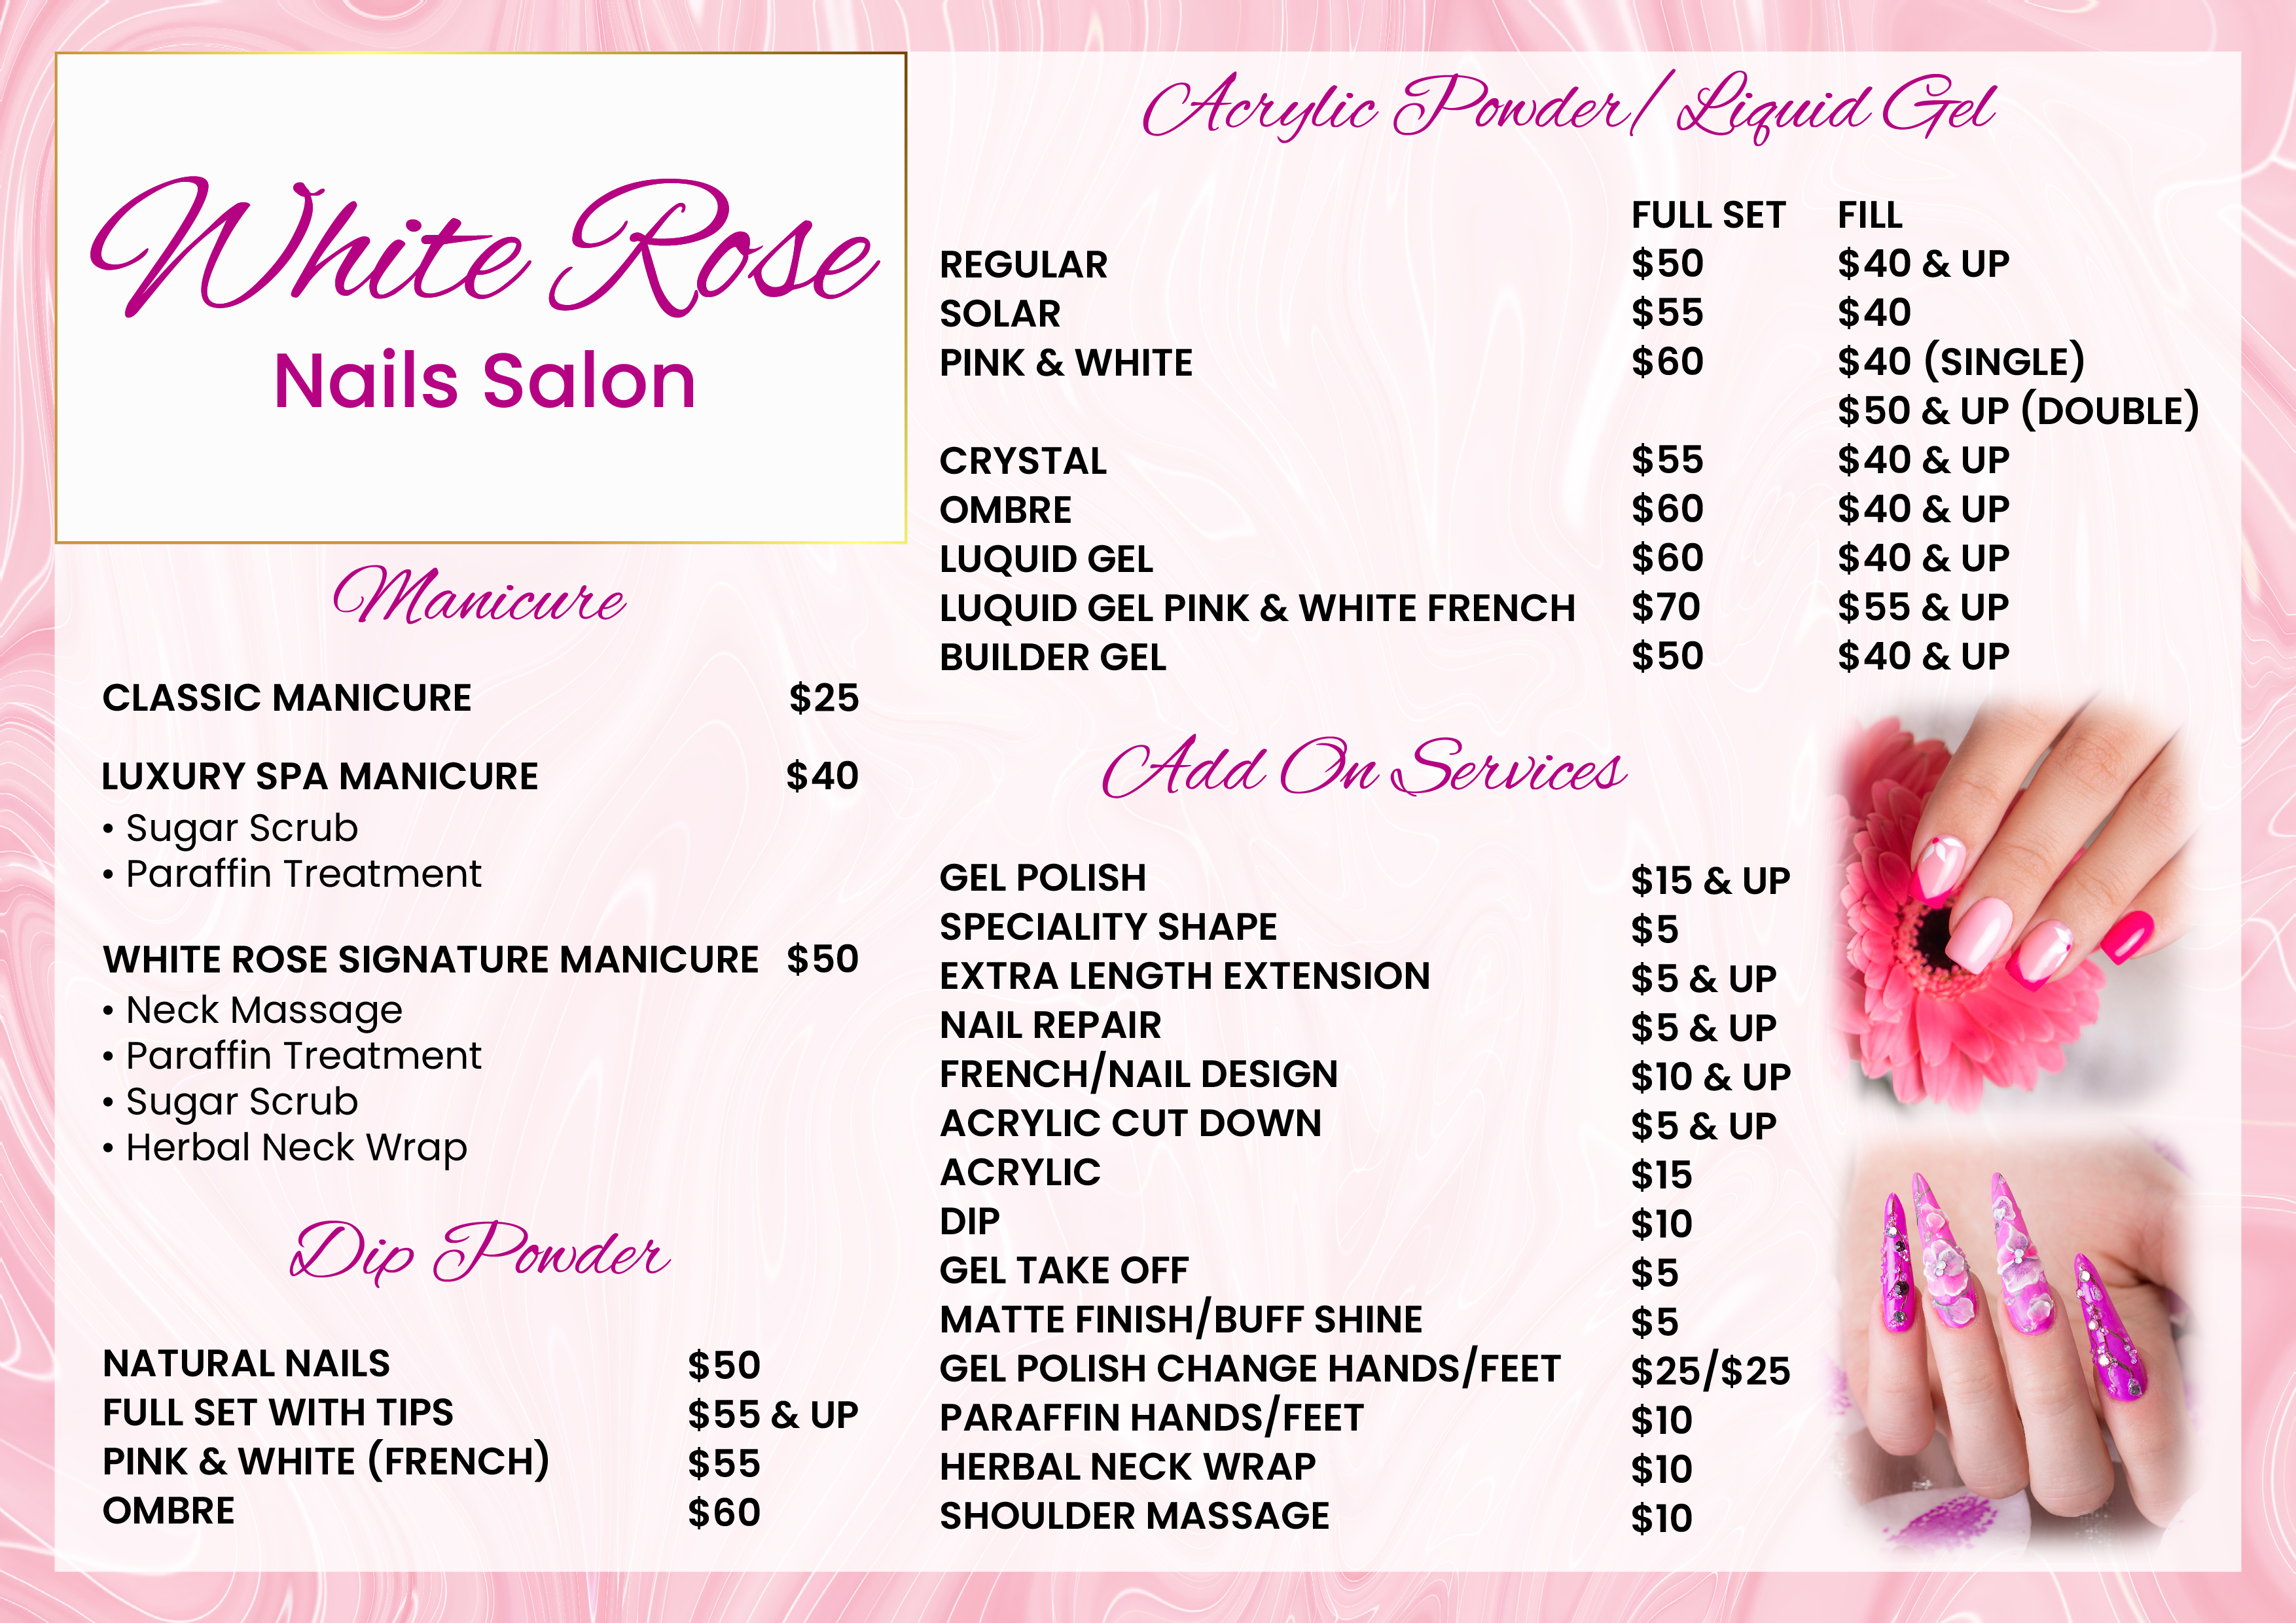 White Rose
Nails Salon
Manicure
CLASSIC MANICURE $25
LUXURY SPA MANICURE $40
• Sugar Scrub
• Paraffin Treatment
WHITE ROSE SIGNATURE MANICURE $50
• Neck Massage
• Paraffin Treatment
• Sugar Scrub
• Herbal Neck Wrap
Dip Powder
NATURAL NAILS $50
FULL SET WITH TIPS $55 & UP
PINK & WHITE (FRENCH) $55
OMBRE $60
Acrylic Powder/ Liquid Gel
FULL SET FILL
REGULAR $50 $40 & UP
SOLAR $55 $40
PINK & WHITE $60 $40 (SINGLE)
$50 & UP (DOUBLE)
CRYSTAL $55 $40 & UP
OMBRE $60 $40 & UP
LUQUID GEL $60 $40 & UP
LUQUID GEL PINK & WHITE FRENCH $70 $55 & UP
BUILDER GEL $50 $40 & UP
Add On Services
GEL POLISH $15 & UP
SPECIALITY SHAPE $5
EXTRA LENGTH EXTENSION $5 & UP
NAIL REPAIR $5 & UP
FRENCH/NAIL DESIGN $10 & UP
ACRYLIC CUT DOWN $5 & UP
ACRYLIC $15
DIP $10
GEL TAKE OFF $5
MATTE FINISH/BUFF SHINE $5
GEL POLISH CHANGE HANDS/FEET $25/$25
PARAFFIN HANDS/FEET $10
HERBAL NECK WRAP $10
SHOULDER MASSAGE $10